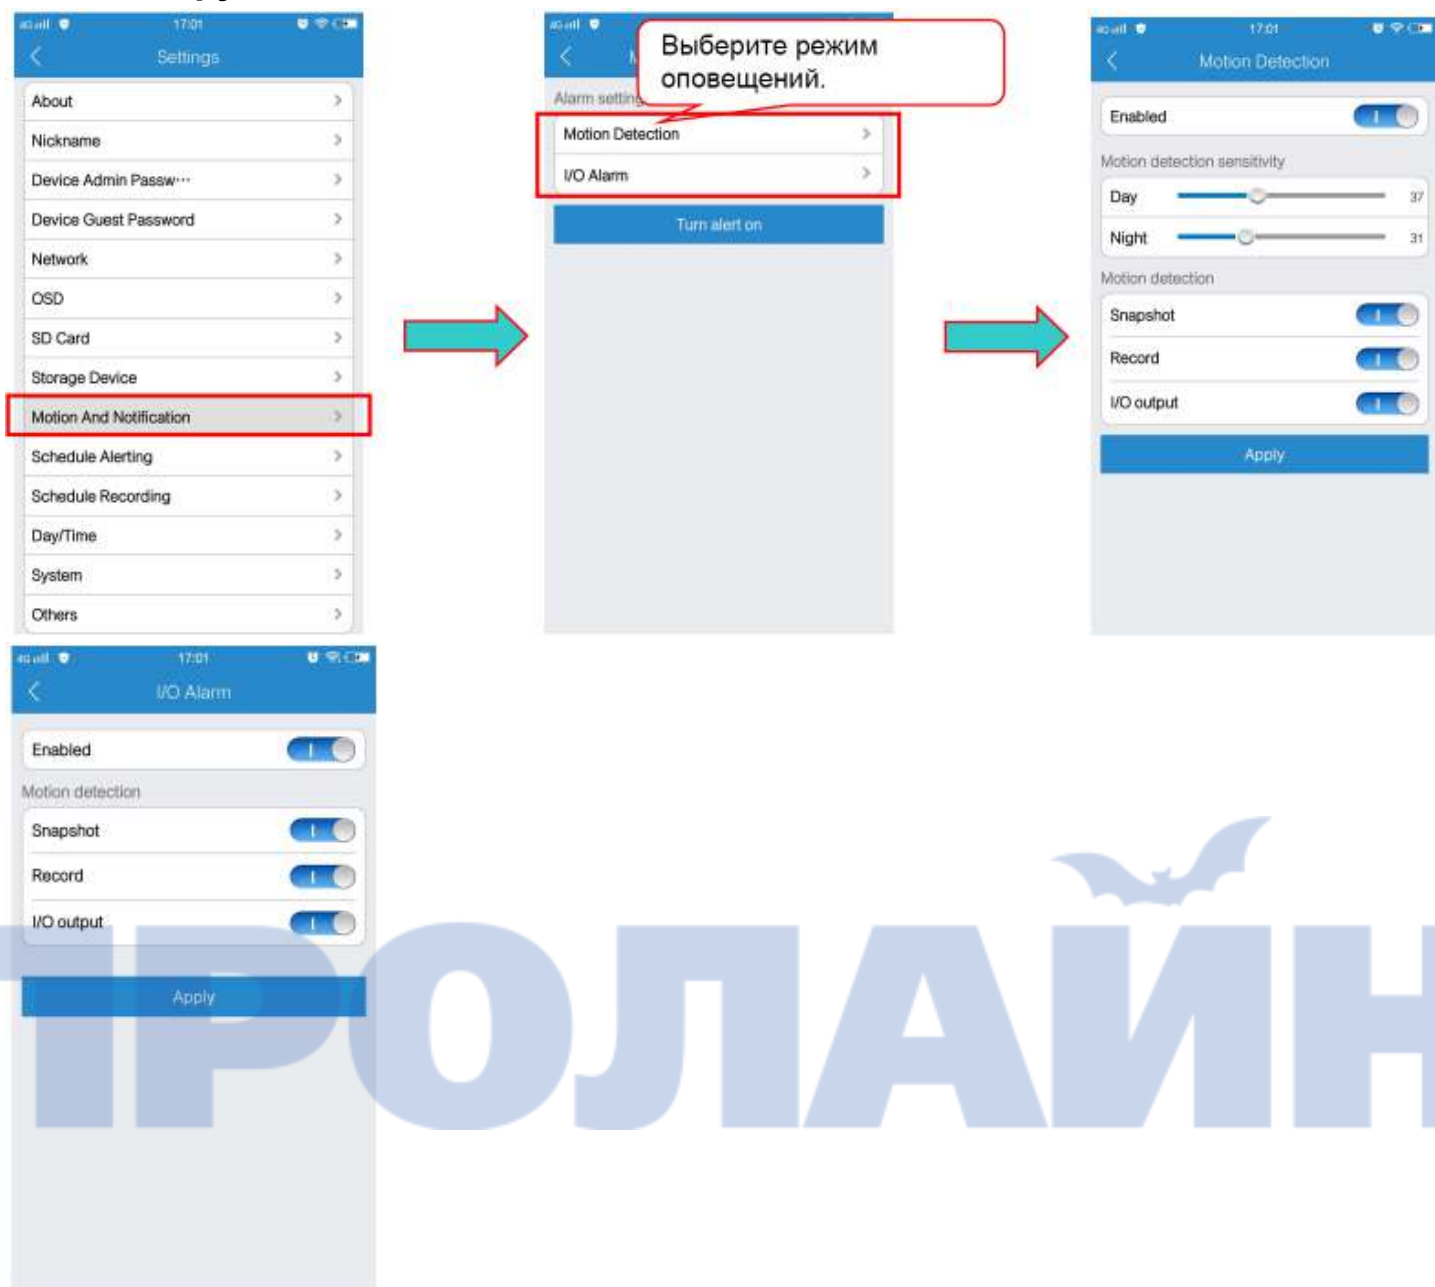 17:01
Settings
About
Nickname
Device Admin Passw···
Device Guest Password
Network
OSD
SD Card
Storage Device
Motion And Notification
Schedule Alerting
Schedule Recording
Day/Time
System
Others
Выберите режим
оповещений.
Motion Detection
I/O Alarm
Turn alert on
17:01
Motion Detection
Enabled
Motion detection sensitivity
Day 37
Night 31
Motion detection
Snapshot
Record
I/O output
Apply
17:01
I/O Alarm
Enabled
Motion detection
Snapshot
Record
I/O output
Apply
ПРОЛАЙН